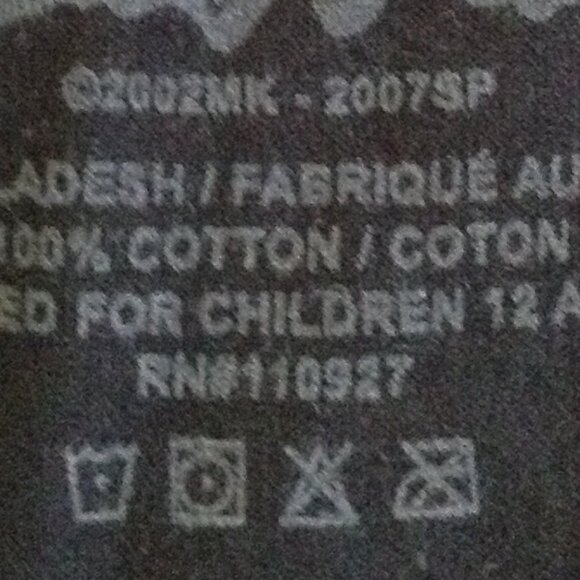 ©2002MK - 2007SP
LADESH / FABRIQUÉ AU
100% COTTON / COTON
ED FOR CHILDREN 12 A
RN#110927